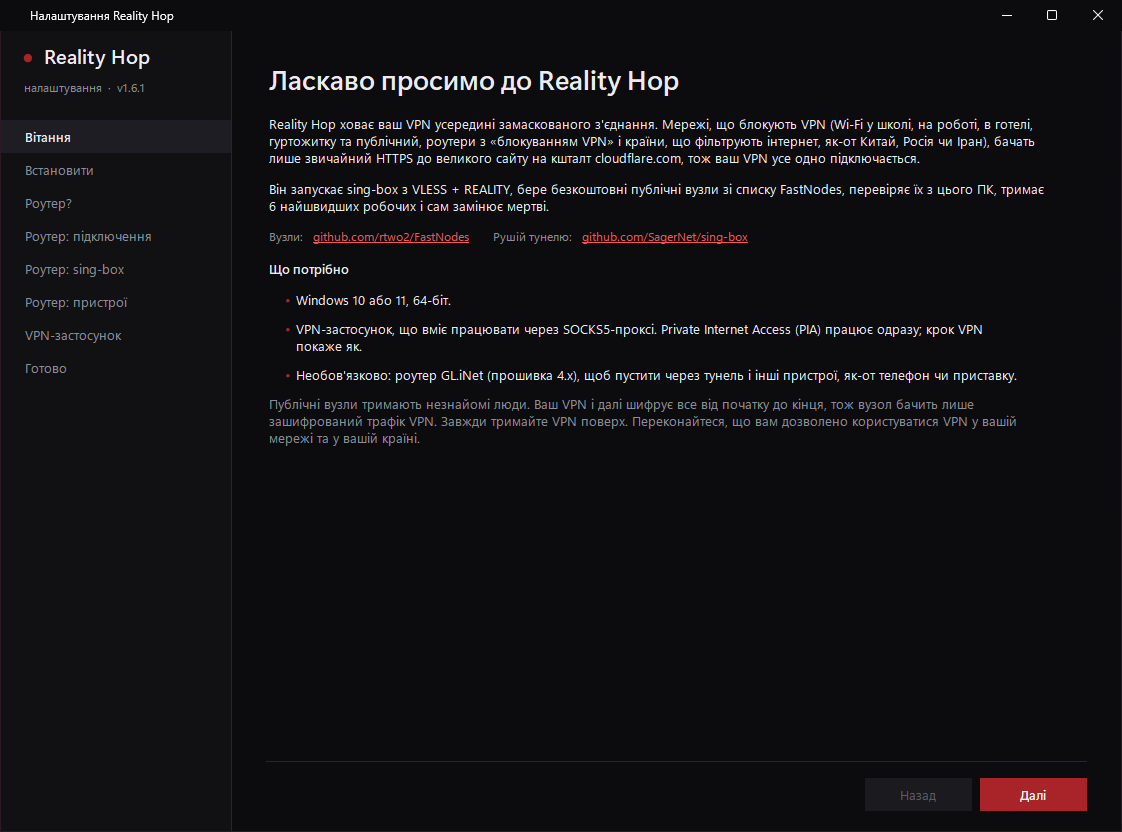 Налаштування Reality Hop
Reality Hop
налаштування · v1.6.1
Вітання
Встановити
Роутер?
Роутер: підключення
Роутер: sing-box
Роутер: пристрої
VPN-застосунок
Готово
Ласкаво просимо до Reality Hop
Reality Hop ховає ваш VPN усередині замаскованого з'єднання. Мережі, що блокують VPN (Wi-Fi у школі, на роботі, в готелі,
гуртожитку та публічний, роутери з «блокуванням VPN» і країни, що фільтрують інтернет, як-от Китай, Росія чи Іран), бачать
лише звичайний HTTPS до великого сайту на кшталт cloudflare.com, тож ваш VPN усе одно підключається.
Він запускає sing-box з VLESS + REALITY, бере безкоштовні публічні вузли зі списку FastNodes, перевіряє їх з цього ПК, тримає
6 найшвидших робочих і сам замінює мертві.
Вузли: github.com/rtwo2/FastNodes Рушій тунелю: github.com/SagerNet/sing-box
Що потрібно
• Windows 10 або 11, 64-біт.
• VPN-застосунок, що вміє працювати через SOCKS5-проксі. Private Internet Access (PIA) працює одразу; крок VPN
покаже як.
• Необов'язково: роутер GL.iNet (прошивка 4.x), щоб пустити через тунель і інші пристрої, як-от телефон чи приставку.
Публічні вузли тримають незнайомі люди. Ваш VPN і далі шифрує все від початку до кінця, тож вузол бачить лише
зашифрований трафік VPN. Завжди тримайте VPN поверх. Переконайтеся, що вам дозволено користуватися VPN у вашій
мережі та у вашій країні.
Назад
Далі